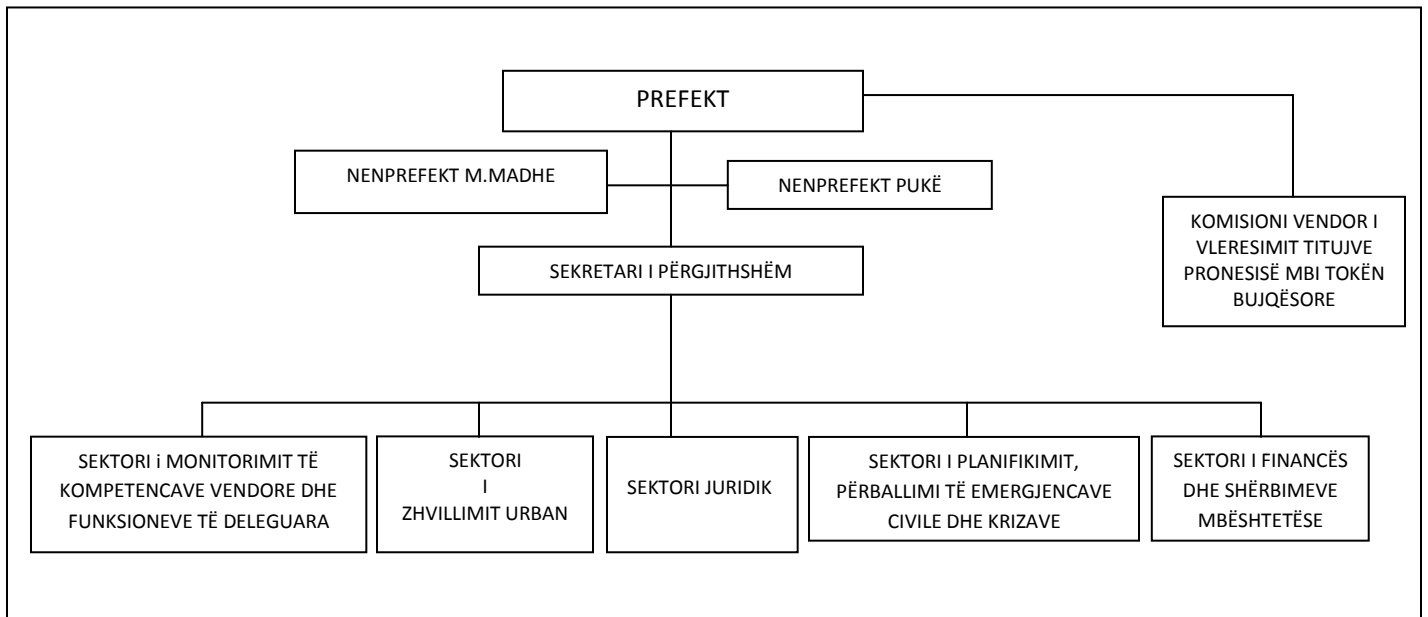 PREFEKT
NENPREFEKT M.MADHE
NENPREFEKT PUKË
KOMISIONI VENDOR I
VLERESIMIT TITUJVE
PRONESISË MBI TOKËN
BUJQËSORE
SEKRETARI I PËRGJITHSHËM
SEKTORI i MONITORIMIT TË
KOMPETENCAVE VENDORE DHE
FUNKSIONEVE TË DELEGUARA
SEKTORI
I
ZHVILLIMIT URBAN
SEKTORI JURIDIK
SEKTORI I PLANIFIKIMIT,
PËRBALLIMI TË EMERGJENCAVE
CIVILE DHE KRIZAVE
SEKTORI I FINANCËS
DHE SHËRBIMEVE
MBËSHTETËSE